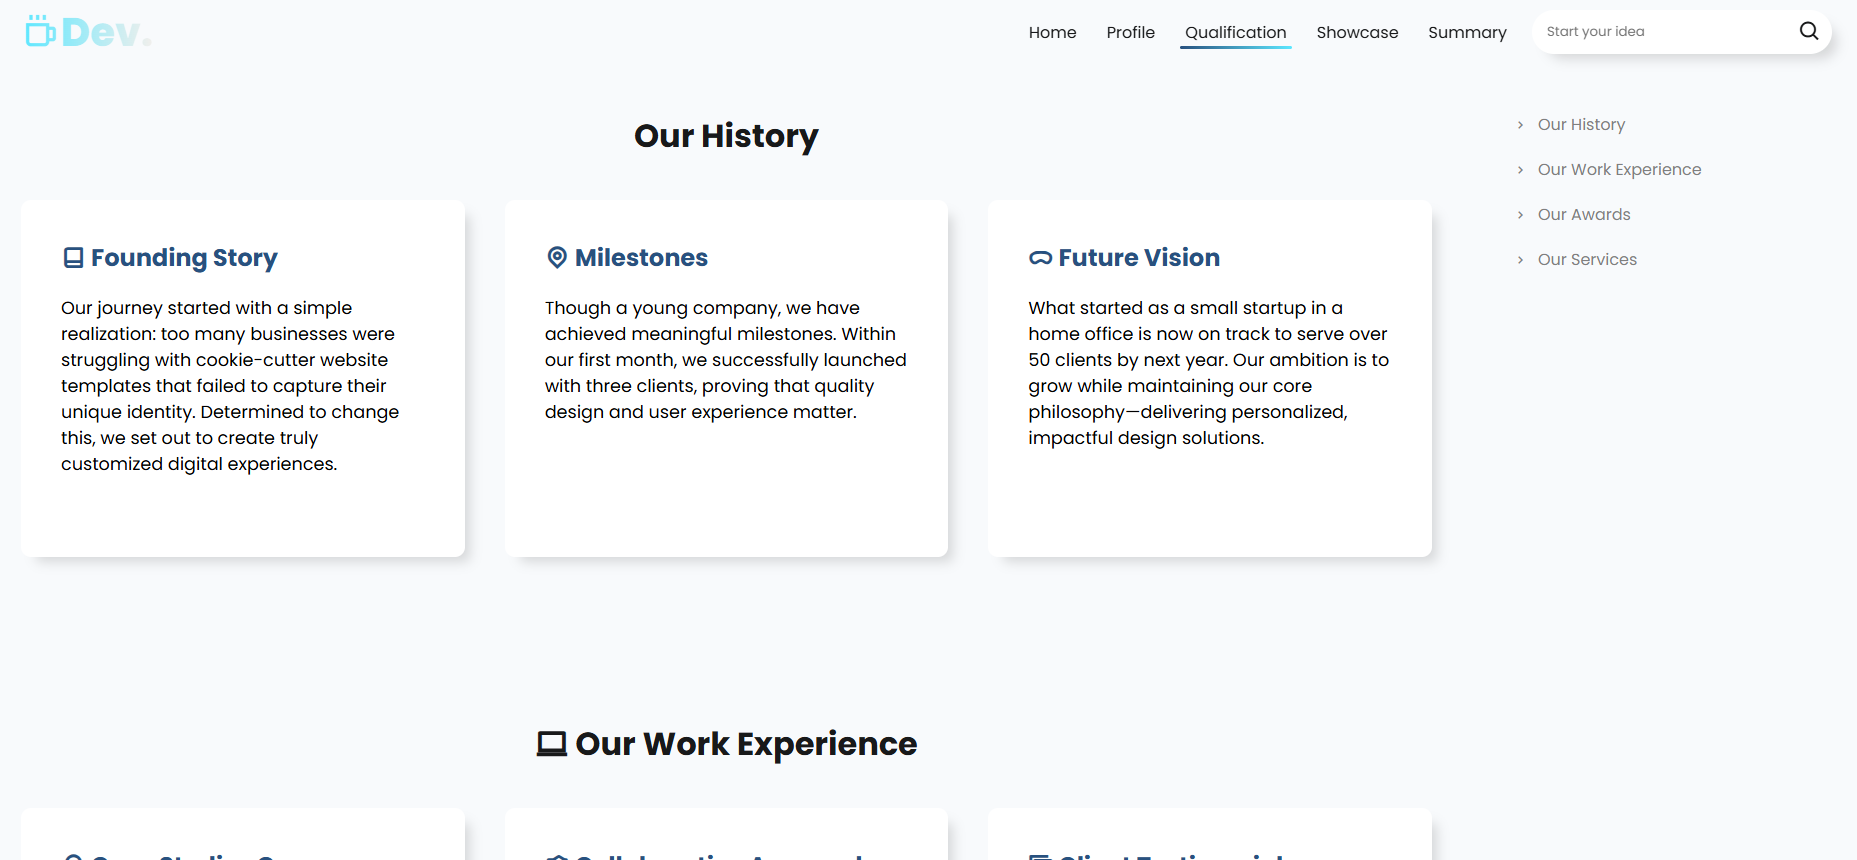 Dev.
Home Profile Qualification Showcase Summary Start your idea
Our History
Founding Story
Our journey started with a simple
realization: too many businesses were
struggling with cookie-cutter website
templates that failed to capture their
unique identity. Determined to change
this, we set out to create truly
customized digital experiences.
Milestones
Though a young company, we have
achieved meaningful milestones. Within
our first month, we successfully launched
with three clients, proving that quality
design and user experience matter.
Future Vision
What started as a small startup in a
home office is now on track to serve over
50 clients by next year. Our ambition is to
grow while maintaining our core
philosophy—delivering personalized,
impactful design solutions.
Our History
Our Work Experience
Our Awards
Our Services
Our Work Experience